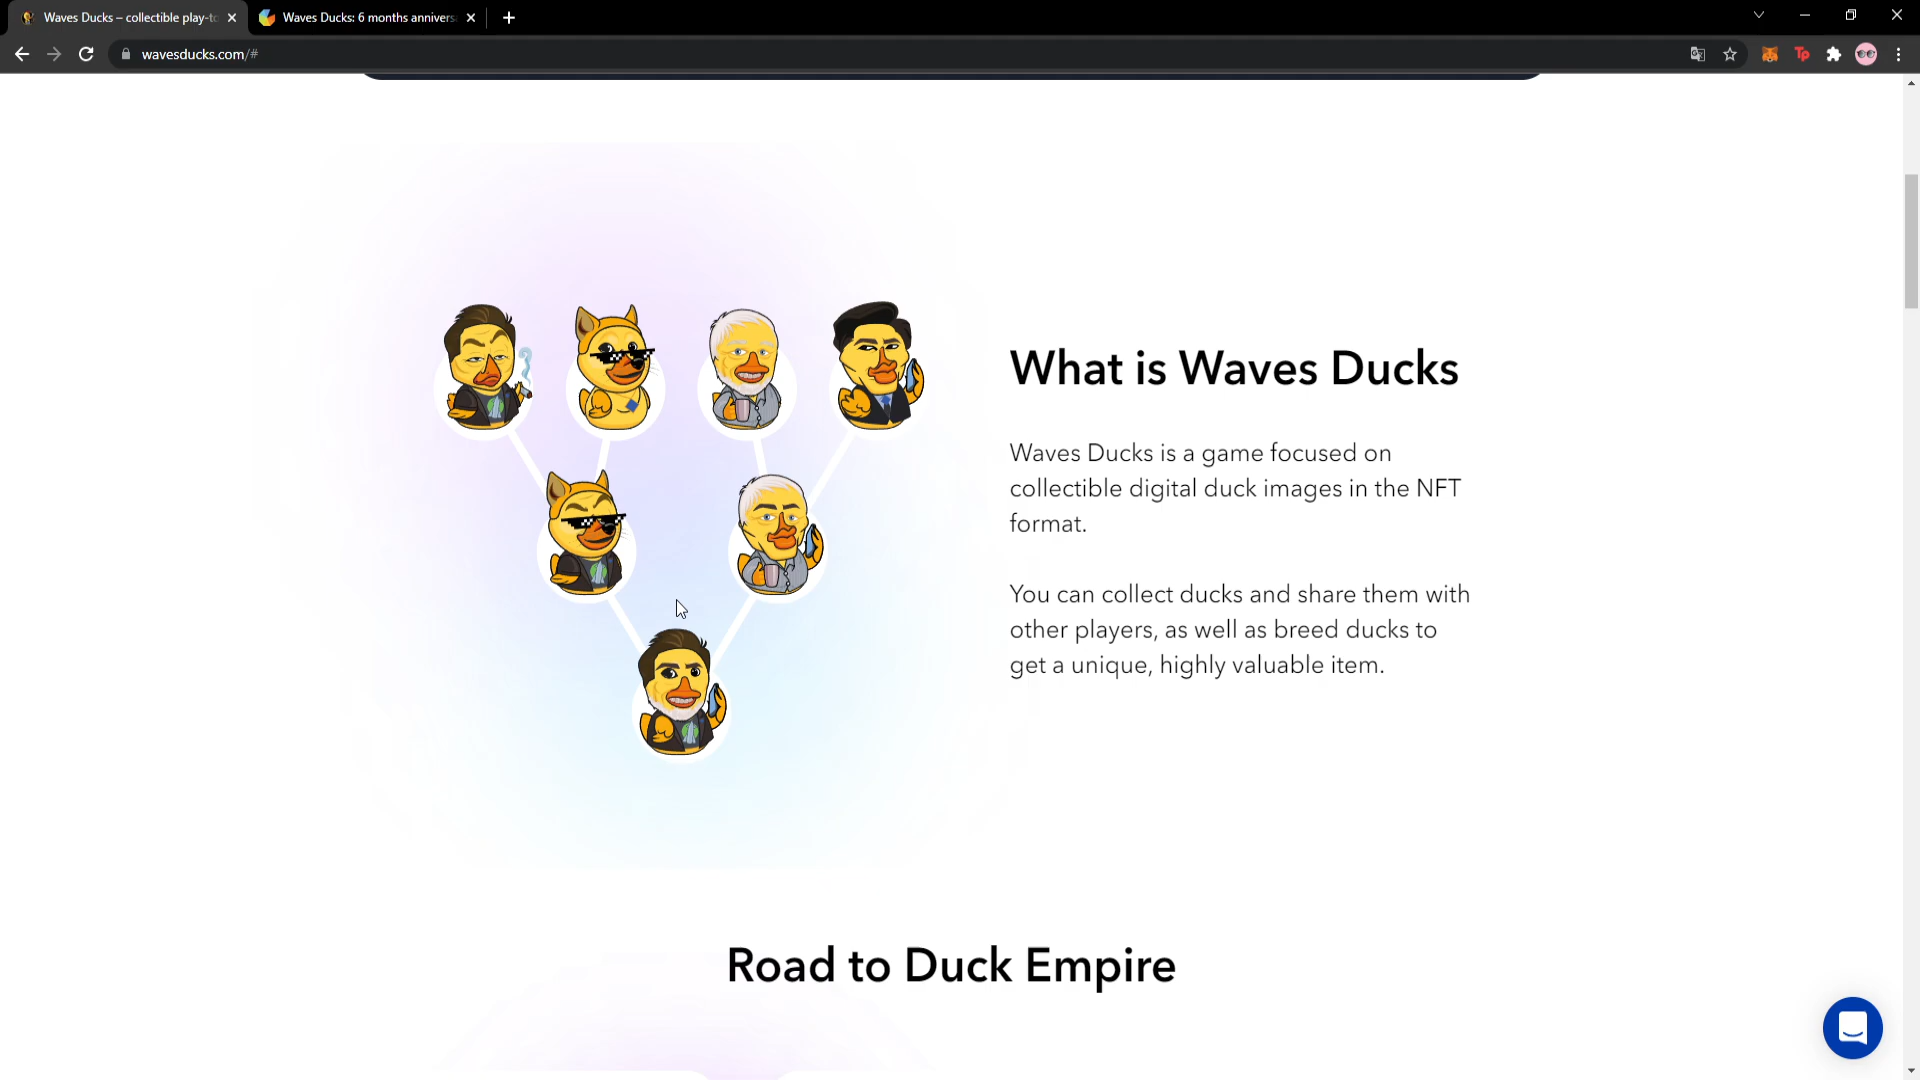 Waves Ducks – collectible play-to
Waves Ducks: 6 months annivers
wavesducks.com/#
Tp
What is Waves Ducks
Waves Ducks is a game focused on
collectible digital duck images in the NFT
format.
You can collect ducks and share them with
other players, as well as breed ducks to
get a unique, highly valuable item.
Road to Duck Empire